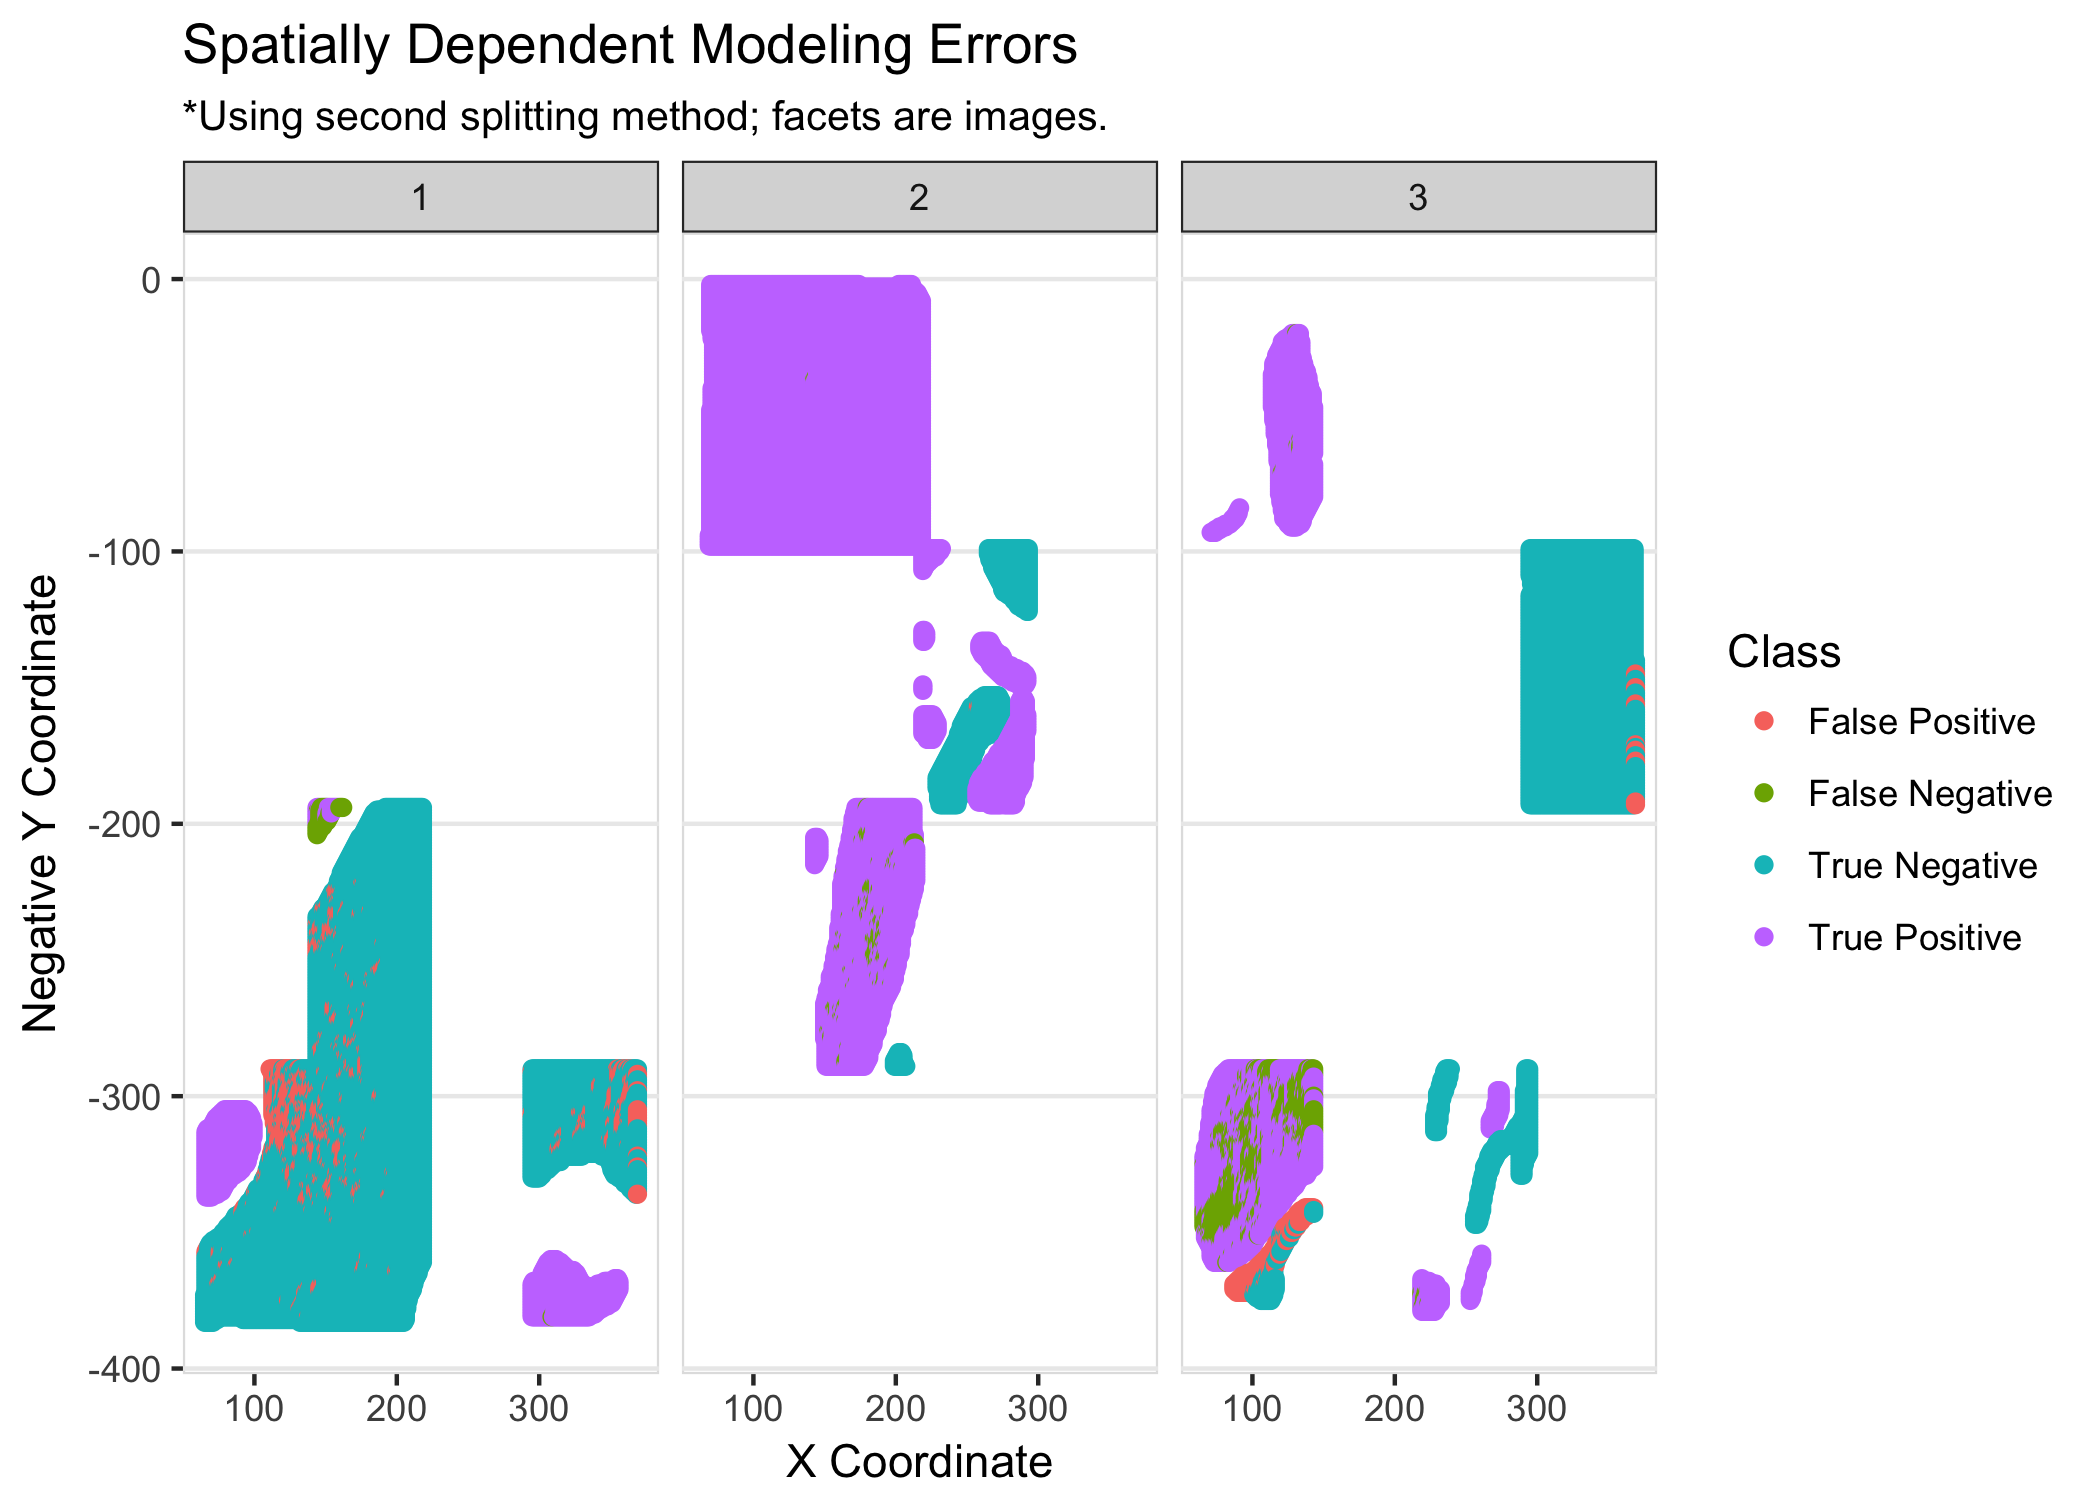 Spatially Dependent Modeling Errors
*Using second splitting method; facets are images.
1
2
3
0
-100
-200
-300
-400
Negative Y Coordinate
100 200 300
100 200 300
100 200 300
X Coordinate
Class
False Positive
False Negative
True Negative
True Positive